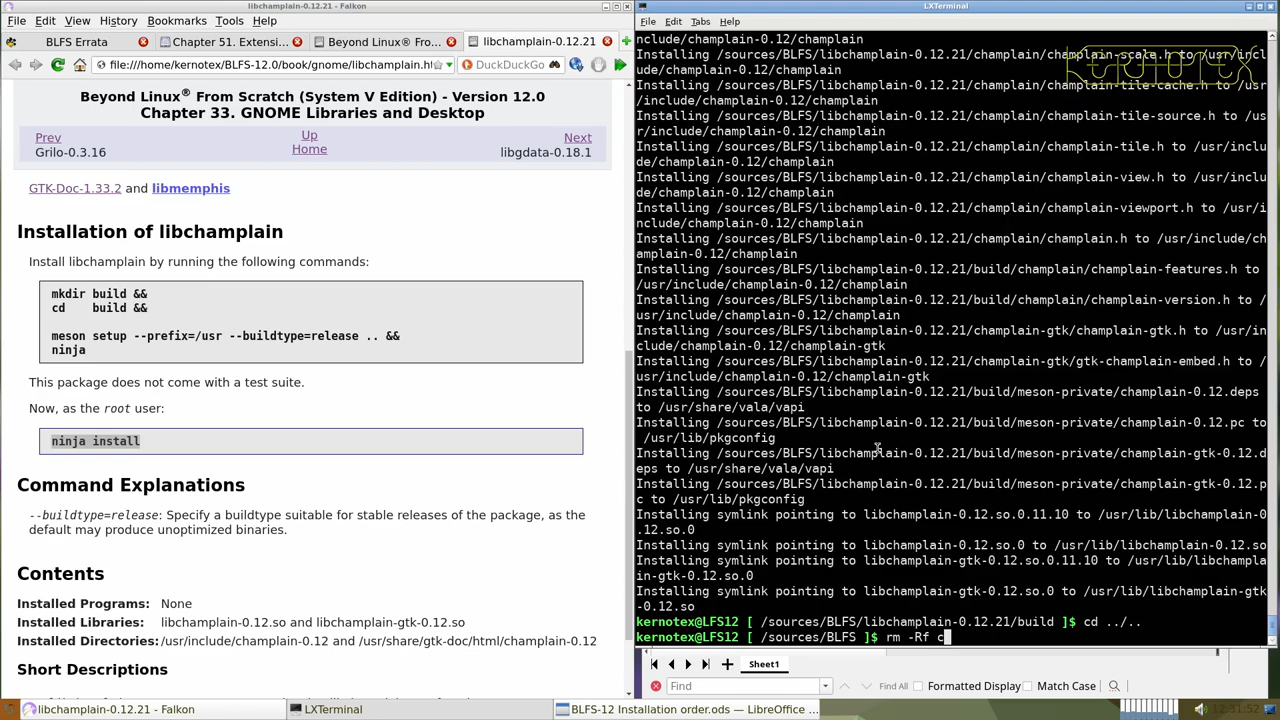 libchamplain-0.12.21 - Falkon
File Edit View History Bookmarks Tools Help
BLFS Errata
Chapter 51. Extensi...
Beyond Linux® Fro...
libchamplain-0.12.21
file:///home/kernotex/BLFS-12.0/book/gnome/libchamplain.ht
DuckDuckGo
Beyond Linux® From Scratch (System V Edition) - Version 12.0
Chapter 33. GNOME Libraries and Desktop
Prev Up Next
Grilo-0.3.16 Home libgdata-0.18.1
GTK-Doc-1.33.2 and libmemphis
Installation of libchamplain
Install libchamplain by running the following commands:
mkdir build &&
cd    build &&
meson setup --prefix=/usr --buildtype=release .. &&
ninja
This package does not come with a test suite.
Now, as the root user:
ninja install
Command Explanations
--buildtype=release: Specify a buildtype suitable for stable releases of the package, as the
default may produce unoptimized binaries.
Contents
Installed Programs: None
Installed Libraries: libchamplain-0.12.so and libchamplain-gtk-0.12.so
Installed Directories: /usr/include/champlain-0.12 and /usr/share/gtk-doc/html/champlain-0.12
Short Descriptions
LXTerminal
File Edit Tabs Help
nclude/champlain-0.12/champlain
Installing /sources/BLFS/libchamplain-0.12.21/champlain/champlain-scale.h to /usr/incl
ude/champlain-0.12/champlain
Installing /sources/BLFS/libchamplain-0.12.21/champlain/champlain-tile-cache.h to /usr
/include/champlain-0.12/champlain
Installing /sources/BLFS/libchamplain-0.12.21/champlain/champlain-tile-source.h to /us
r/include/champlain-0.12/champlain
Installing /sources/BLFS/libchamplain-0.12.21/champlain/champlain-tile.h to /usr/inclu
de/champlain-0.12/champlain
Installing /sources/BLFS/libchamplain-0.12.21/champlain/champlain-view.h to /usr/inclu
de/champlain-0.12/champlain
Installing /sources/BLFS/libchamplain-0.12.21/champlain/champlain-viewport.h to /usr/i
nclude/champlain-0.12/champlain
Installing /sources/BLFS/libchamplain-0.12.21/champlain/champlain.h to /usr/include/ch
amplain-0.12/champlain
Installing /sources/BLFS/libchamplain-0.12.21/build/champlain/champlain-features.h to
/usr/include/champlain-0.12/champlain
Installing /sources/BLFS/libchamplain-0.12.21/build/champlain/champlain-version.h to /
usr/include/champlain-0.12/champlain
Installing /sources/BLFS/libchamplain-0.12.21/champlain-gtk/champlain-gtk.h to /usr/in
clude/champlain-0.12/champlain-gtk
Installing /sources/BLFS/libchamplain-0.12.21/champlain-gtk/gtk-champlain-embed.h to /
usr/include/champlain-0.12/champlain-gtk
Installing /sources/BLFS/libchamplain-0.12.21/build/meson-private/champlain-0.12.deps
to /usr/share/vala/vapi
Installing /sources/BLFS/libchamplain-0.12.21/build/meson-private/champlain-0.12.pc to
/usr/lib/pkgconfig
Installing /sources/BLFS/libchamplain-0.12.21/build/meson-private/champlain-gtk-0.12.d
eps to /usr/share/vala/vapi
Installing /sources/BLFS/libchamplain-0.12.21/build/meson-private/champlain-gtk-0.12.p
c to /usr/lib/pkgconfig
Installing symlink pointing to libchamplain-0.12.so.0.11.10 to /usr/lib/libchamplain-0
.12.so.0
Installing symlink pointing to libchamplain-0.12.so.0 to /usr/lib/libchamplain-0.12.so
Installing symlink pointing to libchamplain-gtk-0.12.so.0.11.10 to /usr/lib/libchampla
in-gtk-0.12.so.0
Installing symlink pointing to libchamplain-gtk-0.12.so.0 to /usr/lib/libchamplain-gtk
-0.12.so
kernotex@LFS12 [ /sources/BLFS/libchamplain-0.12.21/build ]$ cd ../..
kernotex@LFS12 [ /sources/BLFS ]$ rm -Rf c
Sheet1
Find Find All Formatted Display Match Case
libchamplain-0.12.21 - Falkon
LXTerminal
BLFS-12 Installation order.ods — LibreOffice ...
12:31:52